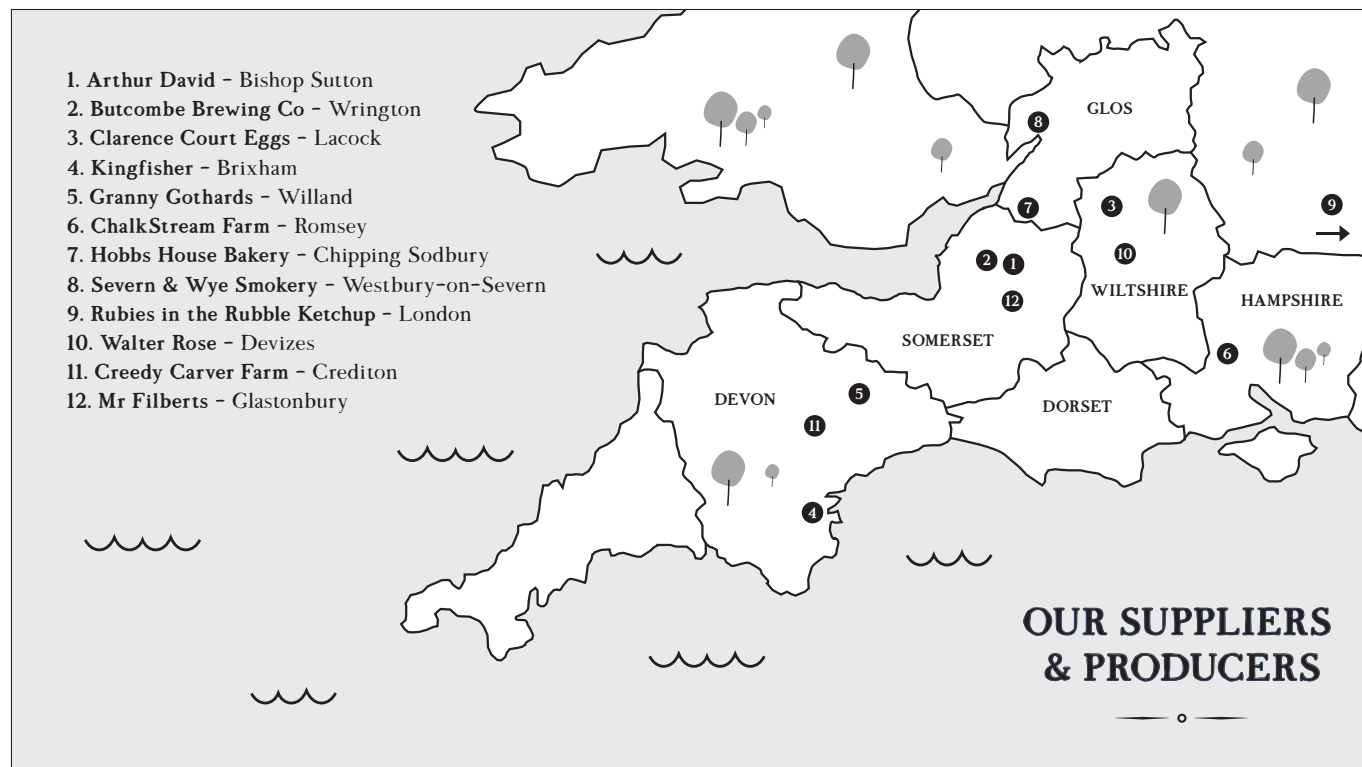 1. Arthur David – Bishop Sutton
2. Butcombe Brewing Co – Wrington
3. Clarence Court Eggs – Lacock
4. Kingfisher – Brixham
5. Granny Gothards – Willand
6. ChalkStream Farm – Romsey
7. Hobbs House Bakery – Chipping Sodbury
8. Severn & Wye Smokery – Westbury-on-Severn
9. Rubies in the Rubble Ketchup – London
10. Walter Rose – Devizes
11. Creedy Carver Farm – Crediton
12. Mr Filberts – Glastonbury
GLOS
8
3
7
9
2
1
10
12
WILTSHIRE
HAMPSHIRE
SOMERSET
6
DEVON
5
DORSET
11
4
OUR SUPPLIERS
& PRODUCERS